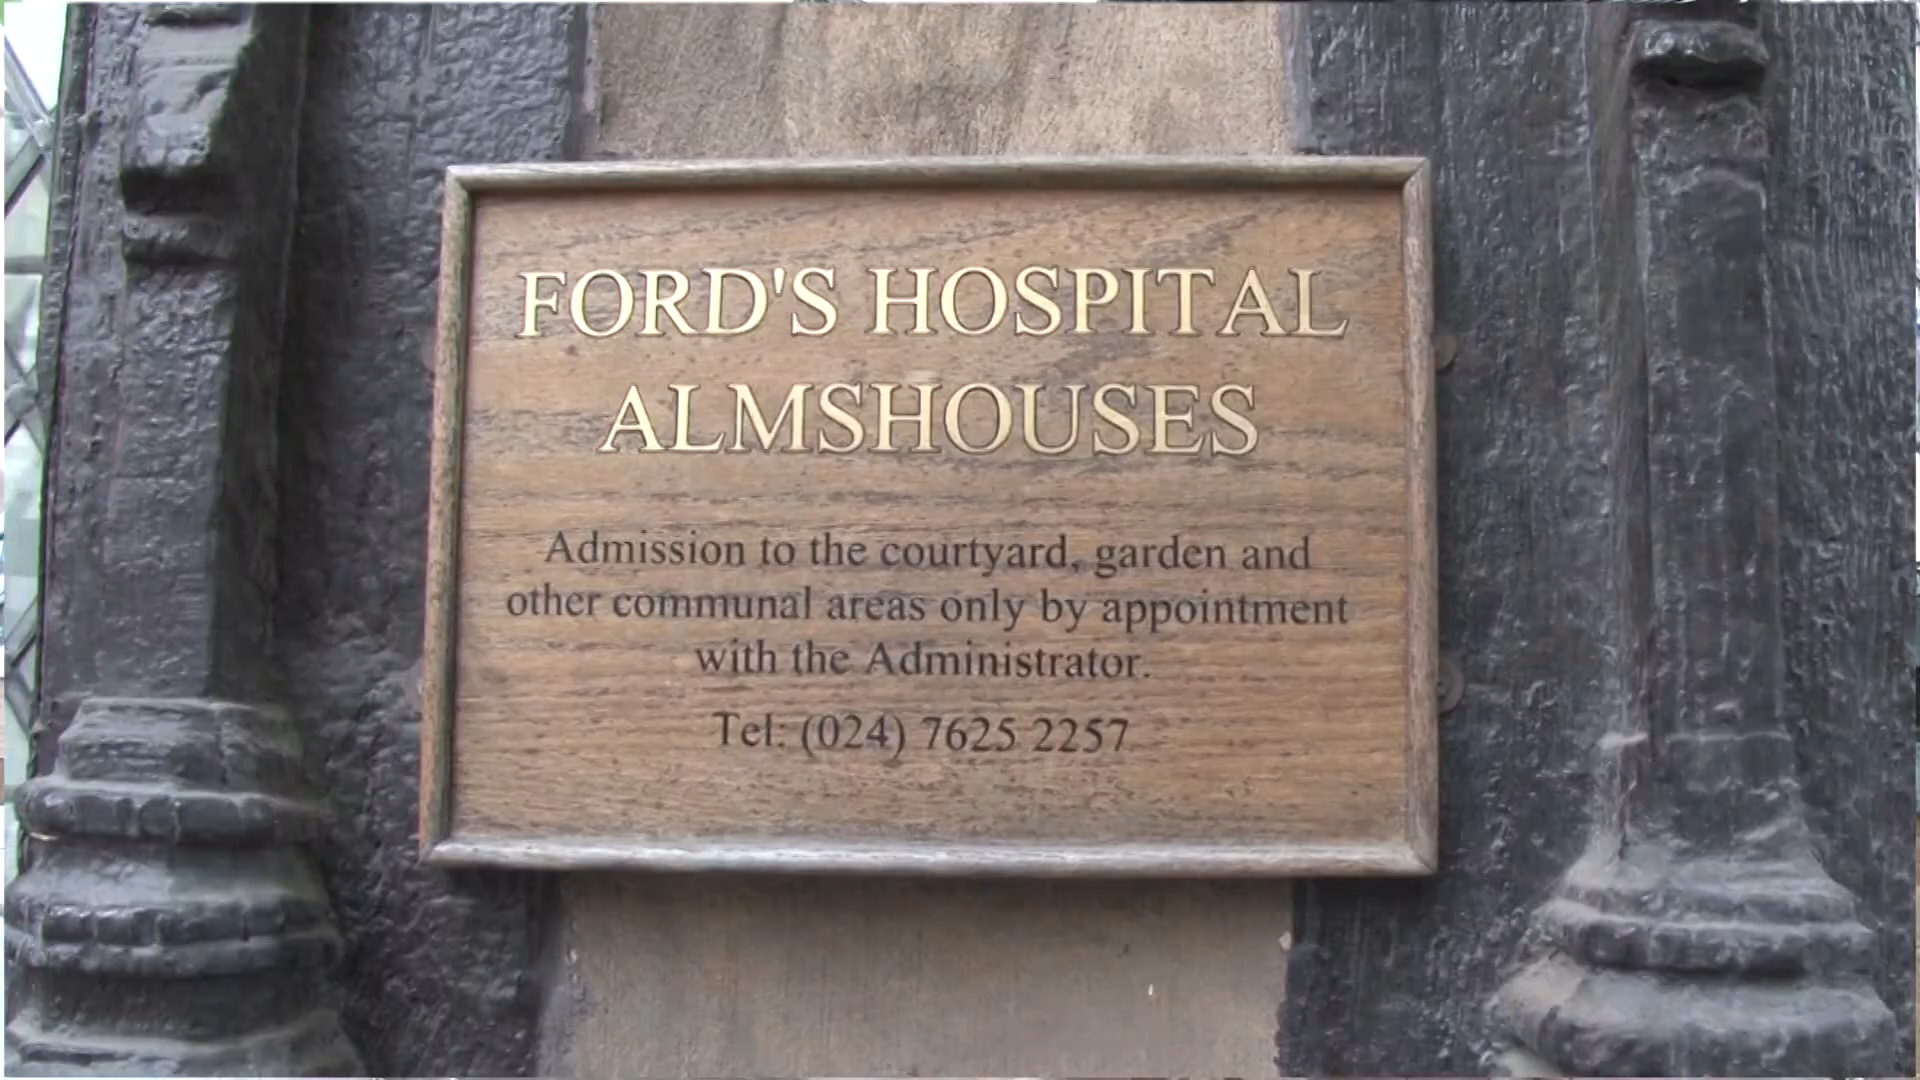 FORD'S HOSPITAL
ALMSHOUSES
Admission to the courtyard, garden and
other communal areas only by appointment
with the Administrator.
Tel: (024) 7625 2257